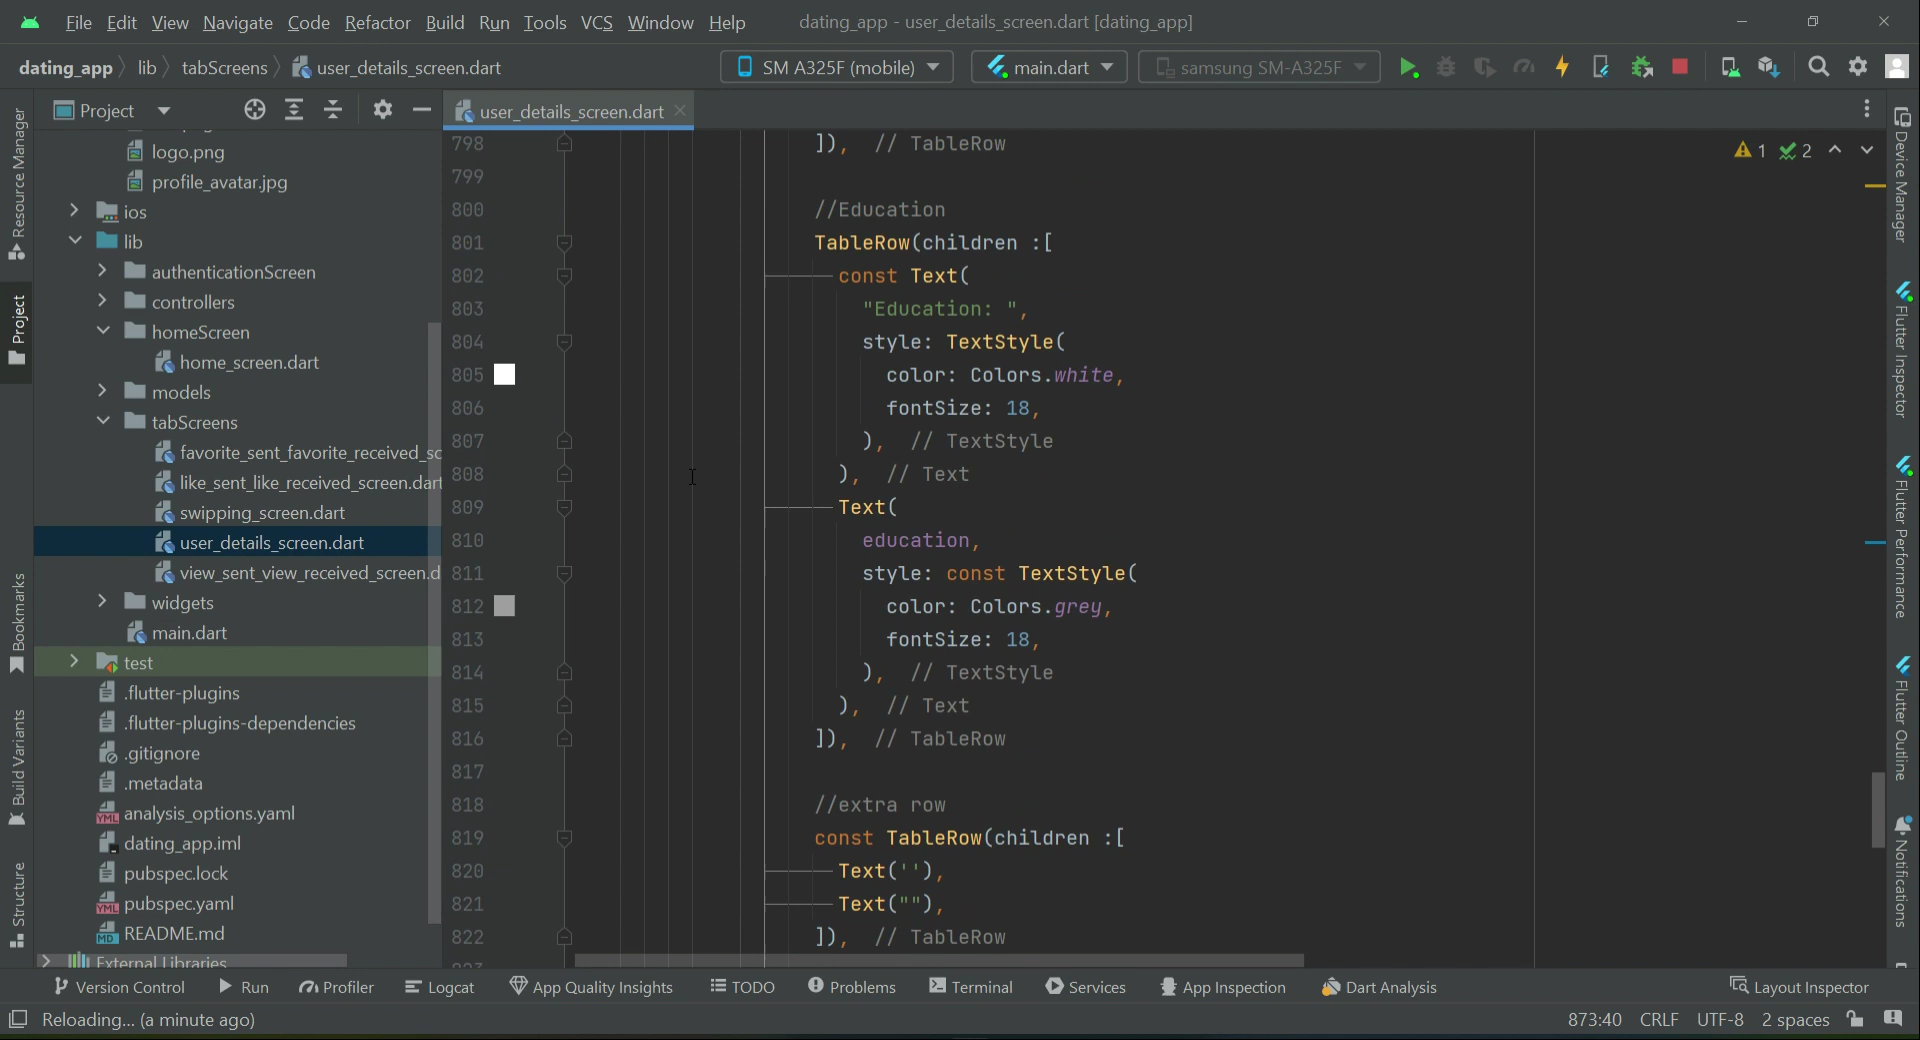 File Edit View Navigate Code Refactor Build Run Tools VCS Window Help dating_app - user_details_screen.dart [dating_app]
dating_app lib tabScreens user_details_screen.dart SM A325F (mobile) main.dart samsung SM-A325F
Project user_details_screen.dart
Resource Manager
Project
Bookmarks
Build Variants
Structure
logo.png
profile_avatar.jpg
ios
lib
authenticationScreen
controllers
homeScreen
home_screen.dart
models
tabScreens
favorite_sent_favorite_received_sc
like_sent_like_received_screen.dart
swipping_screen.dart
user_details_screen.dart
view_sent_view_received_screen.d
widgets
main.dart
test
.flutter-plugins
.flutter-plugins-dependencies
.gitignore
.metadata
analysis_options.yaml
dating_app.iml
pubspec.lock
pubspec.yaml
README.md
External Libraries
1 2
798 ]), // TableRow
799
800 //Education
801 TableRow(children :[
802 const Text(
803 "Education: ",
804 style: TextStyle(
805 color: Colors.white,
806 fontSize: 18,
807 ), // TextStyle
808 ), // Text
809 Text(
810 education,
811 style: const TextStyle(
812 color: Colors.grey,
813 fontSize: 18,
814 ), // TextStyle
815 ), // Text
816 ]), // TableRow
817
818 //extra row
819 const TableRow(children :[
820 Text(''),
821 Text(""),
822 ]), // TableRow
823
Device Manager
Flutter Inspector
Flutter Performance
Flutter Outline
Notifications
Version Control Run Profiler Logcat App Quality Insights TODO Problems Terminal Services App Inspection Dart Analysis Layout Inspector
Reloading... (a minute ago) 873:40 CRLF UTF-8 2 spaces